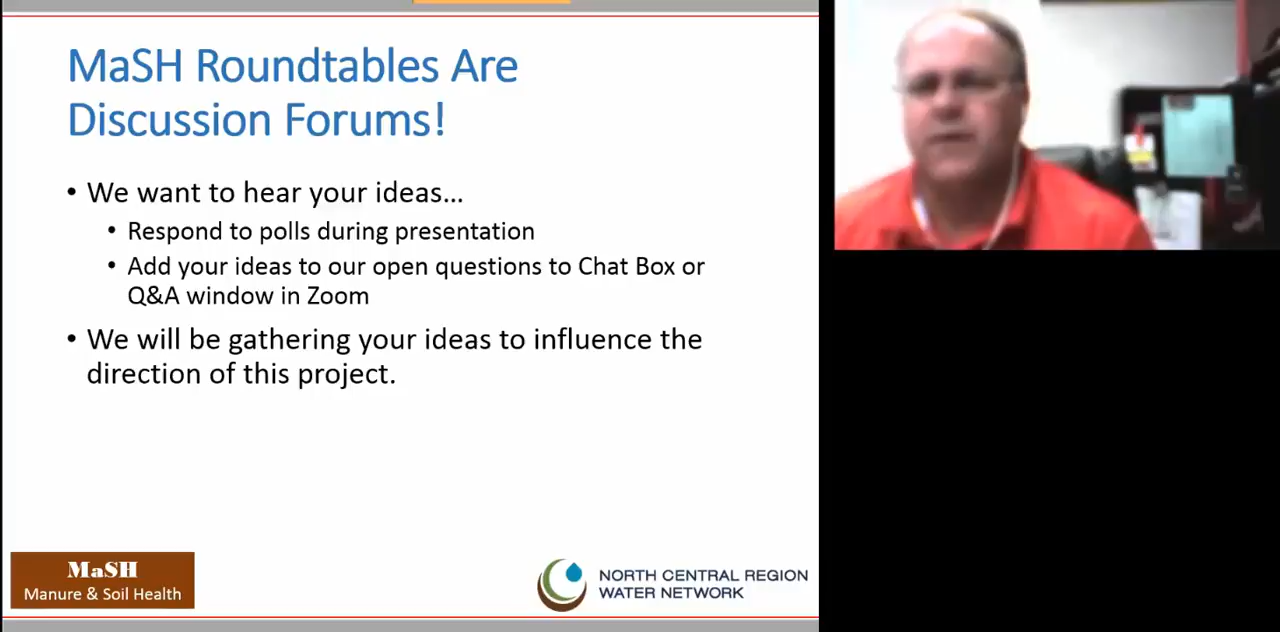 MaSH Roundtables Are
Discussion Forums!
• We want to hear your ideas...
• Respond to polls during presentation
• Add your ideas to our open questions to Chat Box or
Q&A window in Zoom
• We will be gathering your ideas to influence the
direction of this project.
MaSH
Manure & Soil Health
NORTH CENTRAL REGION
WATER NETWORK